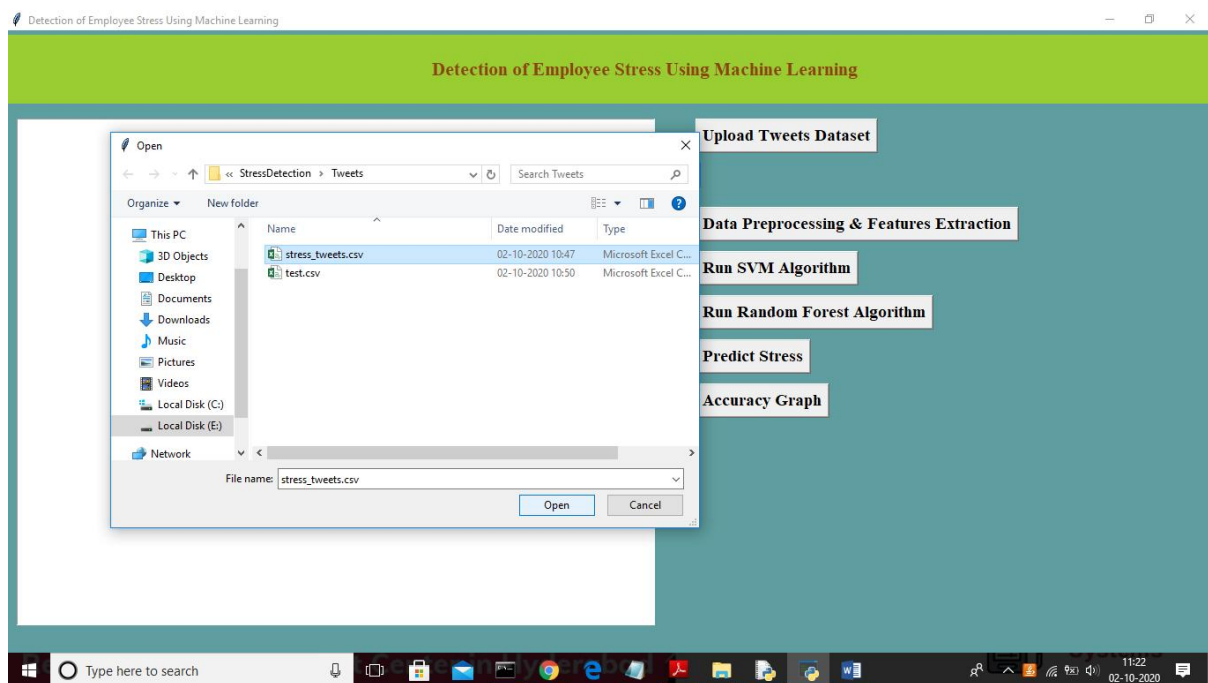 Detection of Employee Stress Using Machine Learning
Detection of Employee Stress Using Machine Learning
Open
« StressDetection > Tweets
Search Tweets
Organize
New folder
This PC
3D Objects
Desktop
Documents
Downloads
Music
Pictures
Videos
Local Disk (C:)
Local Disk (E:)
Network
Name Date modified Type
stress_tweets.csv 02-10-2020 10:47 Microsoft Excel C...
test.csv 02-10-2020 10:50 Microsoft Excel C...
File name: stress_tweets.csv
Open Cancel
Upload Tweets Dataset
Data Preprocessing & Features Extraction
Run SVM Algorithm
Run Random Forest Algorithm
Predict Stress
Accuracy Graph
Type here to search
11:22
02-10-2020